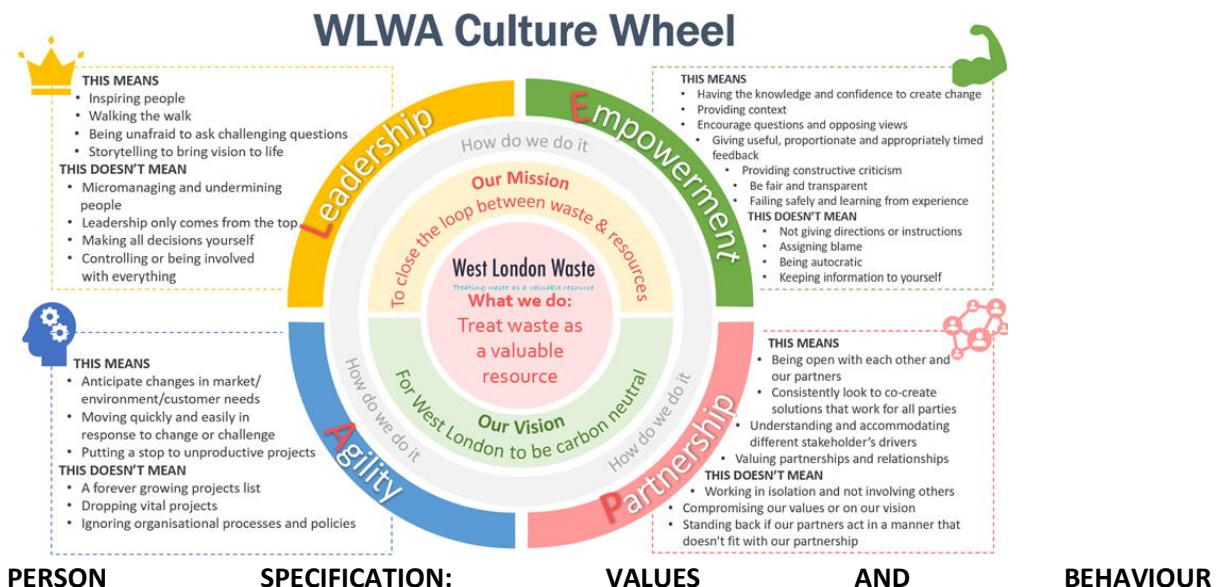 WLWA Culture Wheel
THIS MEANS
• Inspiring people
• Walking the walk
• Being unafraid to ask challenging questions
• Storytelling to bring vision to life
THIS DOESN'T MEAN
• Micromanaging and undermining
people
• Leadership only comes from the top
• Making all decisions yourself
• Controlling or being involved
with everything
Leadership
Empowerment
THIS MEANS
• Having the knowledge and confidence to create change
• Providing context
• Encourage questions and opposing views
• Giving useful, proportionate and appropriately timed
feedback
• Providing constructive criticism
• Be fair and transparent
• Failing safely and learning from experience
THIS DOESN'T MEAN
• Not giving directions or instructions
• Assigning blame
• Being autocratic
• Keeping information to yourself
How do we do it
Our Mission
To close the loop between waste & resources
West London Waste
Treating waste as a valuable resource
What we do:
Treat waste as
a valuable
resource
Our Vision
For West London to be carbon neutral
How do we do it
How do we do it
THIS MEANS
• Anticipate changes in market/
environment/customer needs
• Moving quickly and easily in
response to change or challenge
• Putting a stop to unproductive projects
THIS DOESN'T MEAN
• A forever growing projects list
• Dropping vital projects
• Ignoring organisational processes and policies
Agility
Partnership
THIS MEANS
• Being open with each other and
our partners
• Consistently look to co-create
solutions that work for all parties
• Understanding and accommodating
different stakeholder's drivers
• Valuing partnerships and relationships
THIS DOESN'T MEAN
• Working in isolation and not involving others
• Compromising our values or on our vision
• Standing back if our partners act in a manner that
doesn't fit with our partnership
PERSON SPECIFICATION: VALUES AND BEHAVIOUR